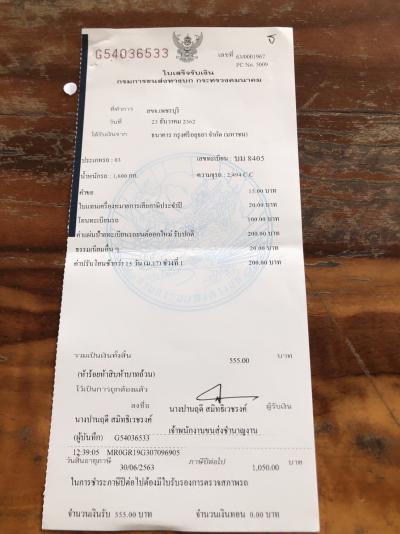 G54036533
เลขที่ 63/0001967
PC No. 5009
ใบเสร็จรับเงิน
กรมการขนส่งทางบก กระทรวงคมนาคม
ที่ทำการ สขจ.เพชรบุรี
วันที่ 23 ธันวาคม 2562
ได้รับเงินจาก ธนาคาร กรุงศรีอยุธยา จำกัด (มหาชน)
ประเภทรถ : 03 เลขทะเบียน : บม 8405
น้ำหนักรถ : 1,600 กก. ความจุรถ : 2,494 C.C
ค่าขอ 15.00 บาท
ใบแทนเครื่องหมายการเสียภาษีประจำปี 20.00 บาท
โอนทะเบียนรถ 100.00 บาท
ค่าแผ่นป้ายทะเบียนรถยนต์ออกใหม่ รับปกติ 200.00 บาท
ธรรมเนียมอื่น ๆ 20.00 บาท
ค่าปรับโอนช้ากว่า 15 วัน (ม.17) ช่วงที่ 1 200.00 บาท
รวมเป็นเงินทั้งสิ้น 555.00 บาท
(ห้าร้อยห้าสิบห้าบาทถ้วน)
ไว้เป็นการถูกต้องแล้ว
ลงชื่อ ผู้รับเงิน
นางปานฤดี สมิทธิเวชรงค์
นางปานฤดี สมิทธิเวชรงค์ เจ้าพนักงานขนส่งชำนาญงาน
(ผู้บันทึก) G54036533
12:39:05 MR0GR19G307096905
วันสิ้นอายุภาษี 30/06/2563 ภาษีปีต่อไป 1,050.00 บาท
ในการชำระภาษีปีต่อไปต้องมีใบรับรองการตรวจสภาพรถ
จำนวนเงินรับ 555.00 บาท จำนวนเงินทอน 0.00 บาท